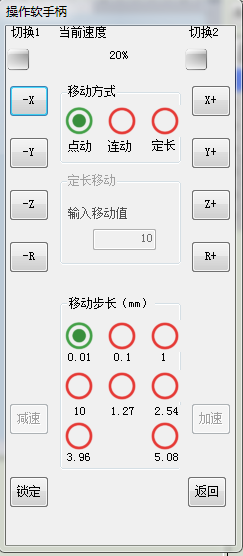 操作软手柄
切换1 当前速度 切换2
20%
-X 移动方式 X+
点动 连动 定长
-Y Y+
定长移动
-Z 输入移动值 Z+
10
-R R+
移动步长（mm）
0.01 0.1 1
10 1.27 2.54
减速 加速
3.96 5.08
锁定 返回